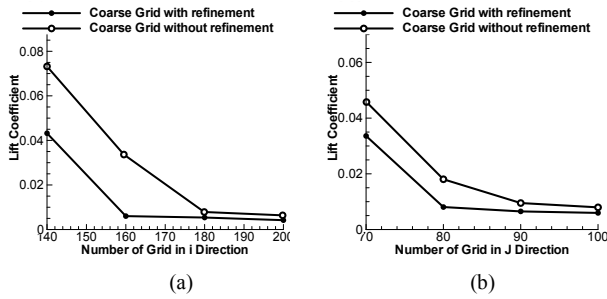 Coarse Grid with refinement
Coarse Grid without refinement
0.08
0.06
0.04
0.02
0
Lift Coefficient
140 150 160 170 180 190 200
Number of Grid in i Direction
(a)
Coarse Grid with refinement
Coarse Grid without refinement
0.06
0.04
0.02
0
Lift Coefficient
70 80 90 100
Number of Grid in J Direction
(b)